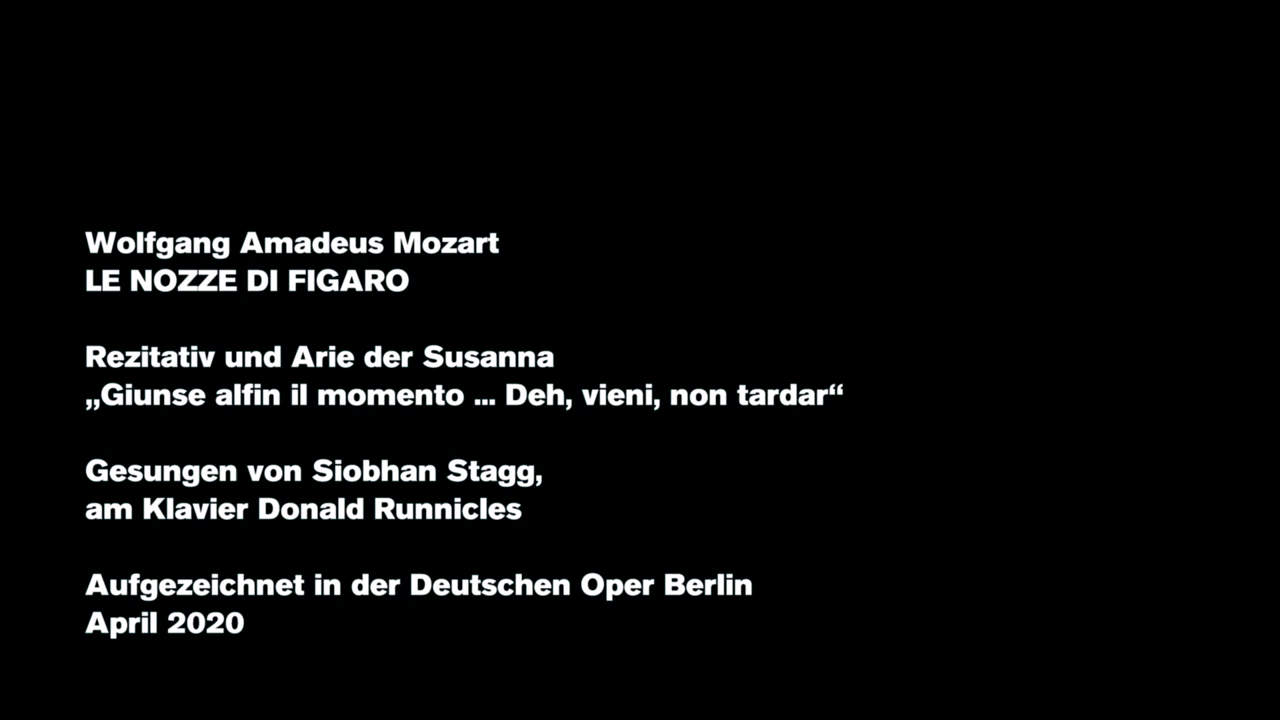 Wolfgang Amadeus Mozart
LE NOZZE DI FIGARO
Rezitativ und Arie der Susanna
„Giunse alfin il momento ... Deh, vieni, non tardar“
Gesungen von Siobhan Stagg,
am Klavier Donald Runnicles
Aufgezeichnet in der Deutschen Oper Berlin
April 2020